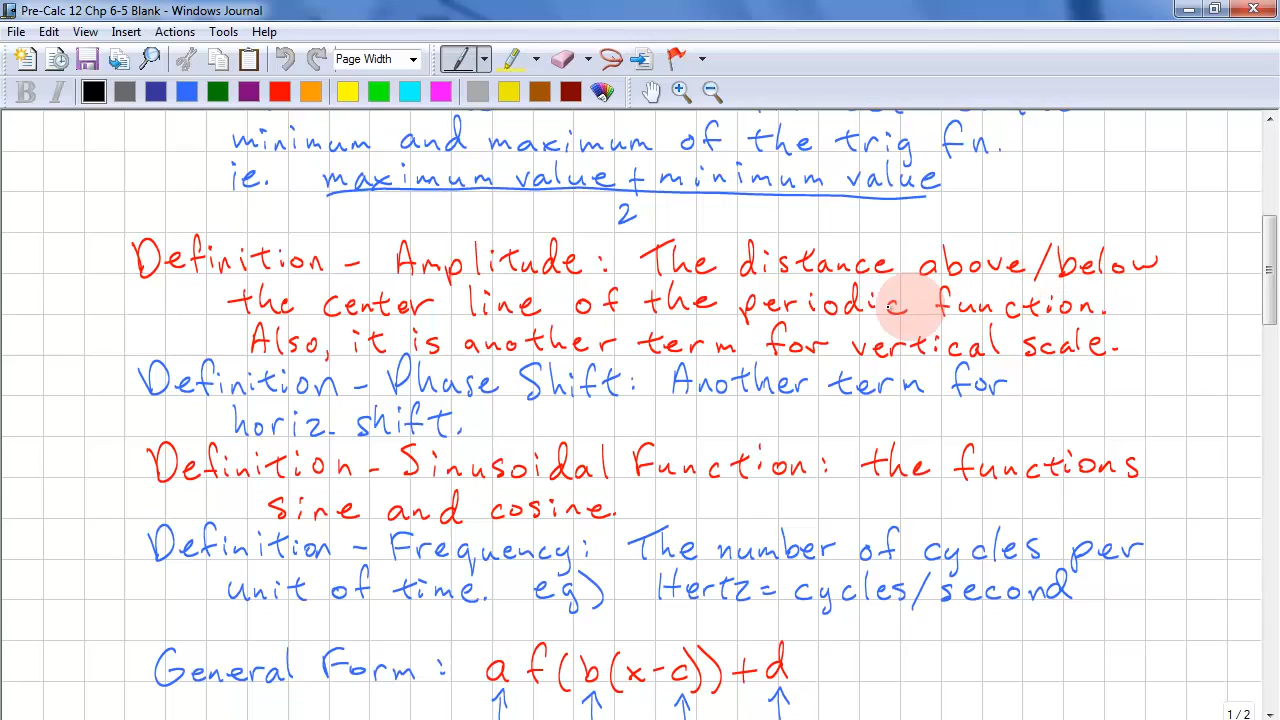 Pre-Calc 12 Chp 6-5 Blank - Windows Journal
File Edit View Insert Actions Tools Help
Page Width
B I
minimum and maximum of the trig fn.
ie. maximum value + minimum value
2
Definition - Amplitude: The distance above/below
the center line of the periodic function.
Also, it is another term for vertical scale.
Definition - Phase Shift: Another term for
horiz. shift.
Definition - Sinusoidal Function: the functions
sine and cosine.
Definition - Frequency: The number of cycles per
unit of time. eg) Hertz = cycles/second
General Form: a f(b(x-c))+d
1/2